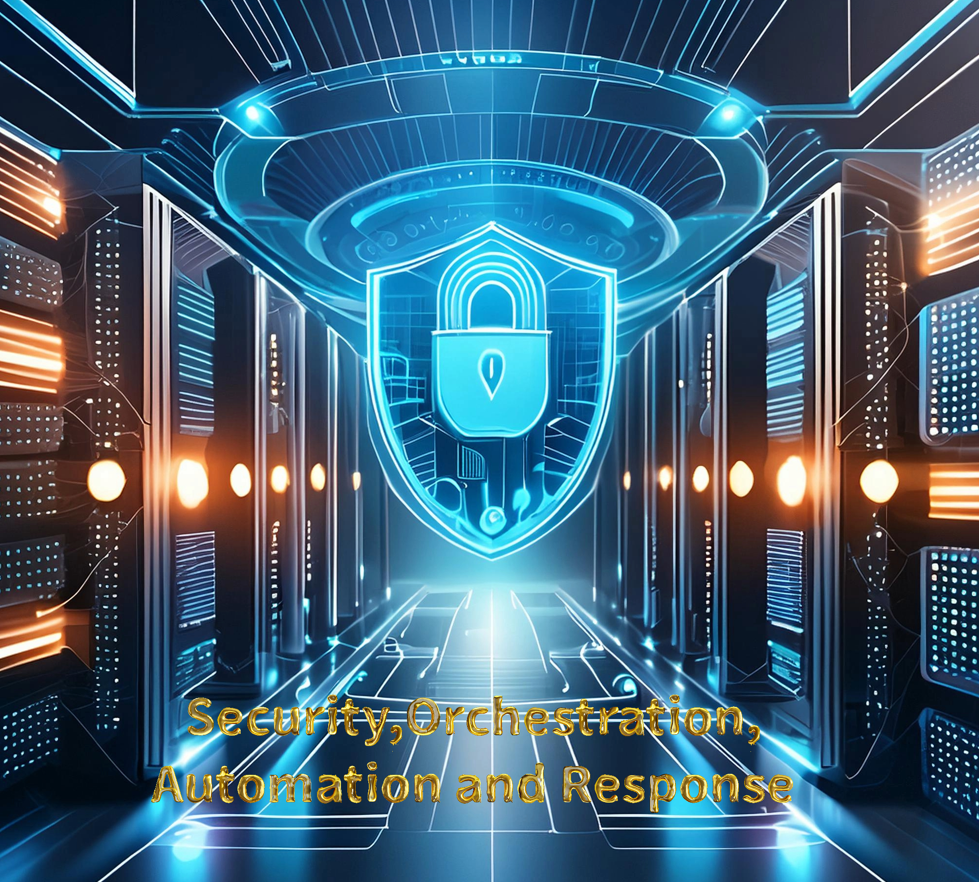 Security,Orchestration,
Automation and Response